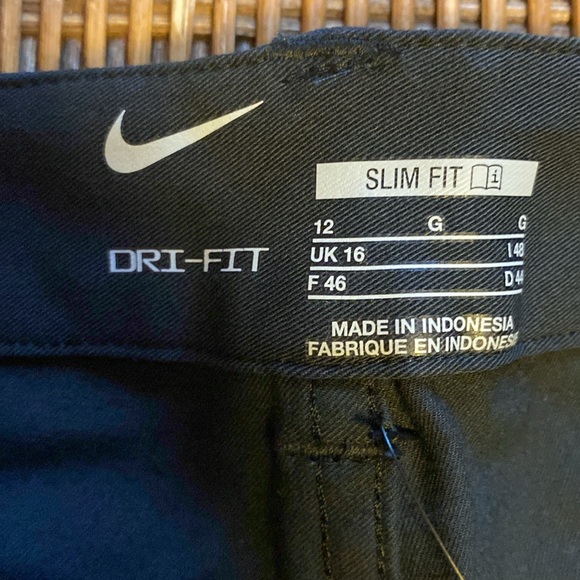 SLIM FIT i
12 G G
UK 16 I 48
F 46 D 44
DRI-FIT
MADE IN INDONESIA
FABRIQUE EN INDONESIE